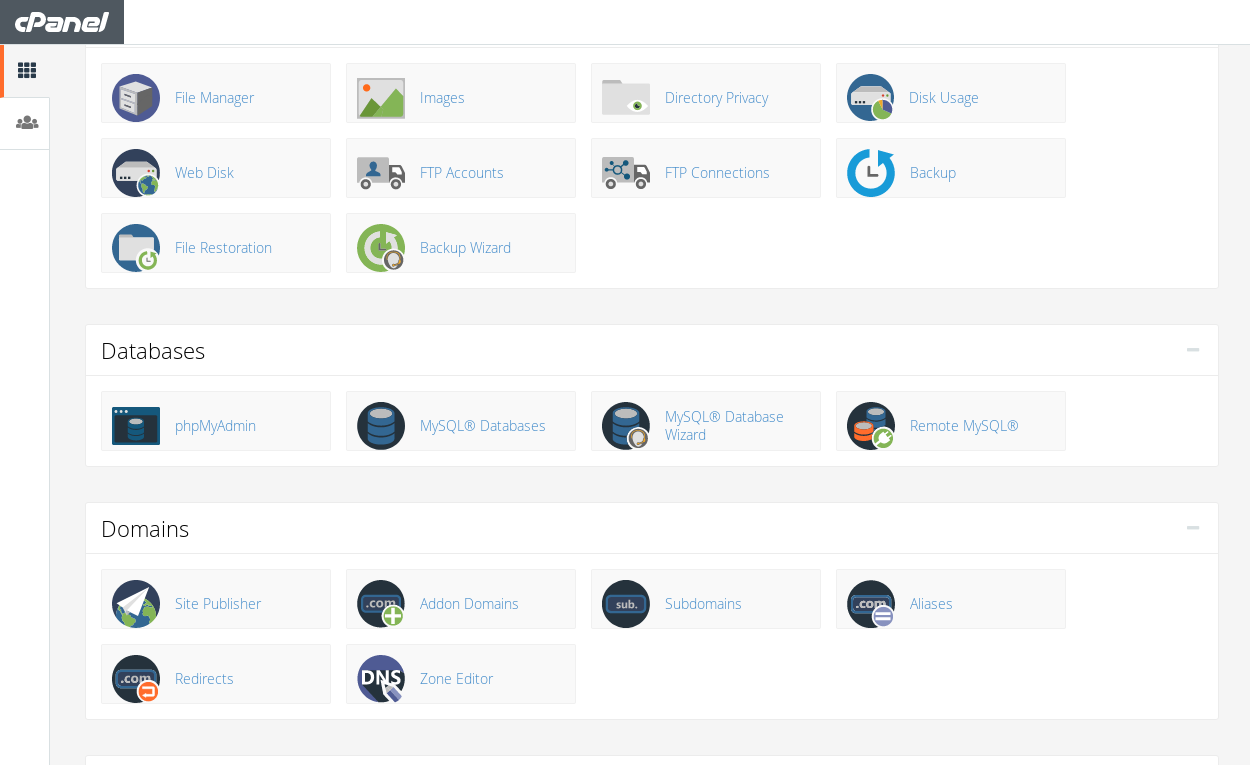 cPanel
File Manager
Images
Directory Privacy
Disk Usage
Web Disk
FTP Accounts
FTP Connections
Backup
File Restoration
Backup Wizard
Databases
phpMyAdmin
MySQL® Databases
MySQL® Database
Wizard
Remote MySQL®
Domains
Site Publisher
.com
Addon Domains
sub.
Subdomains
.com
Aliases
.com
Redirects
DNS
Zone Editor